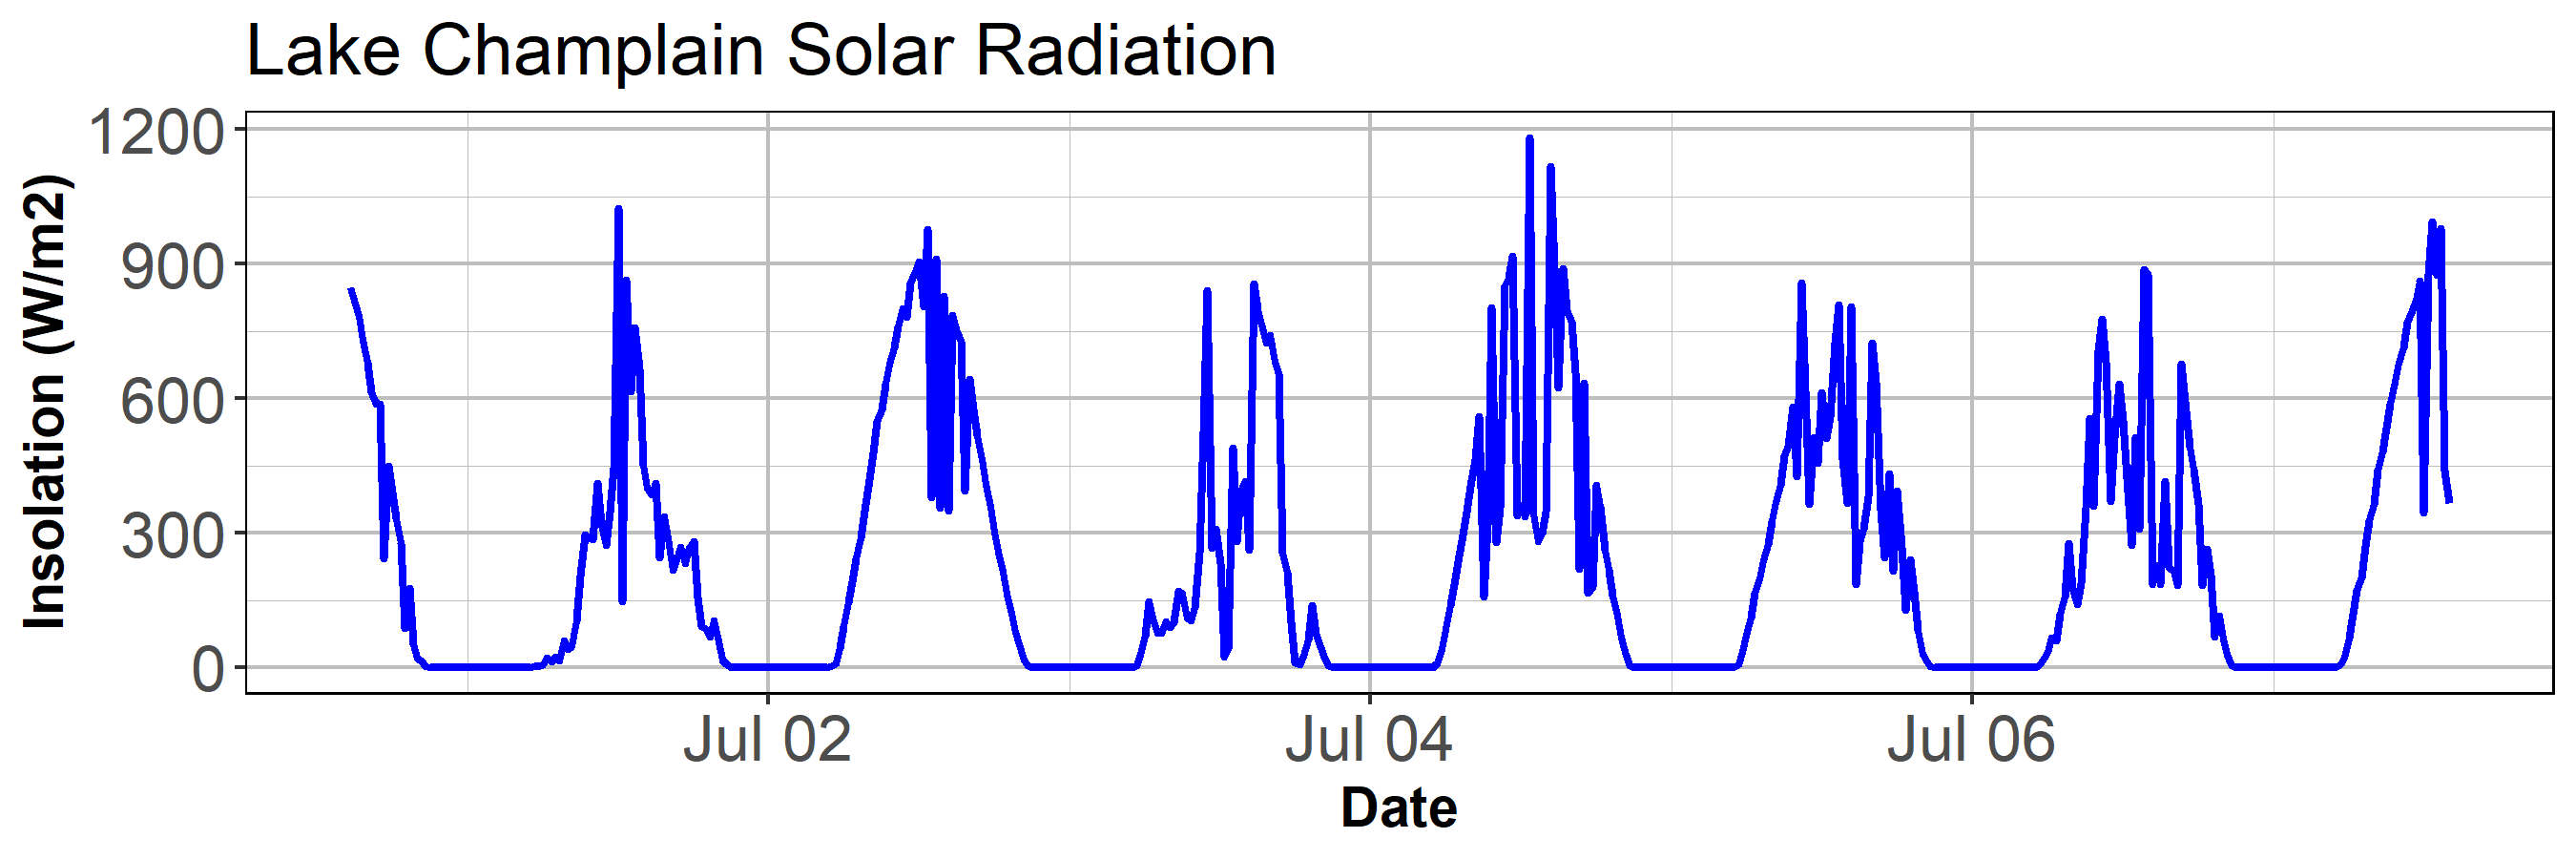 Lake Champlain Solar Radiation
Insolation (W/m2)
1200
900
600
300
0
Jul 02
Jul 04
Jul 06
Date